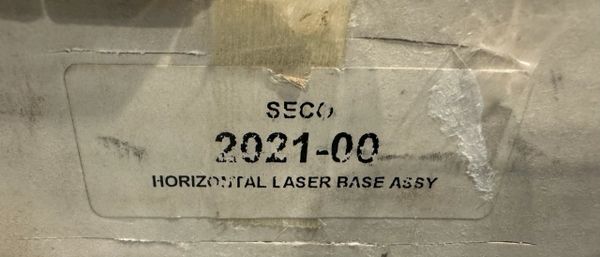 SECO
2021-00
HORIZONTAL LASER BASE ASSY